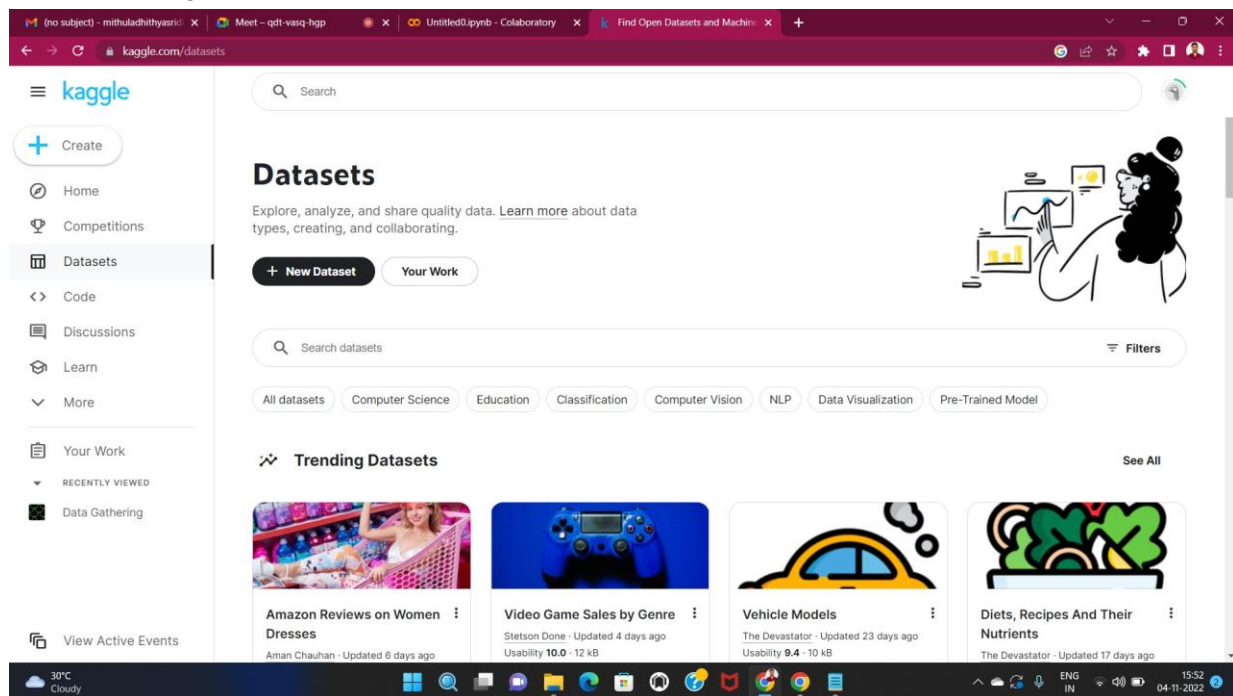 (no subject) - mithuladhithyasrid
Meet – qdt-vasq-hgp
Untitled0.ipynb - Colaboratory
Find Open Datasets and Machin
kaggle.com/datasets
kaggle
Search
Create
Home
Competitions
Datasets
Code
Discussions
Learn
More
Your Work
RECENTLY VIEWED
Data Gathering
View Active Events
Datasets
Explore, analyze, and share quality data. Learn more about data
types, creating, and collaborating.
+ New Dataset
Your Work
Search datasets
Filters
All datasets
Computer Science
Education
Classification
Computer Vision
NLP
Data Visualization
Pre-Trained Model
Trending Datasets
See All
Amazon Reviews on Women
Dresses
Aman Chauhan · Updated 6 days ago
Video Game Sales by Genre
Stetson Done · Updated 4 days ago
Usability 10.0 · 12 kB
Vehicle Models
The Devastator · Updated 23 days ago
Usability 9.4 · 10 kB
Diets, Recipes And Their
Nutrients
The Devastator · Updated 17 days ago
30°C
Cloudy
ENG
IN
15:52
04-11-2022
2